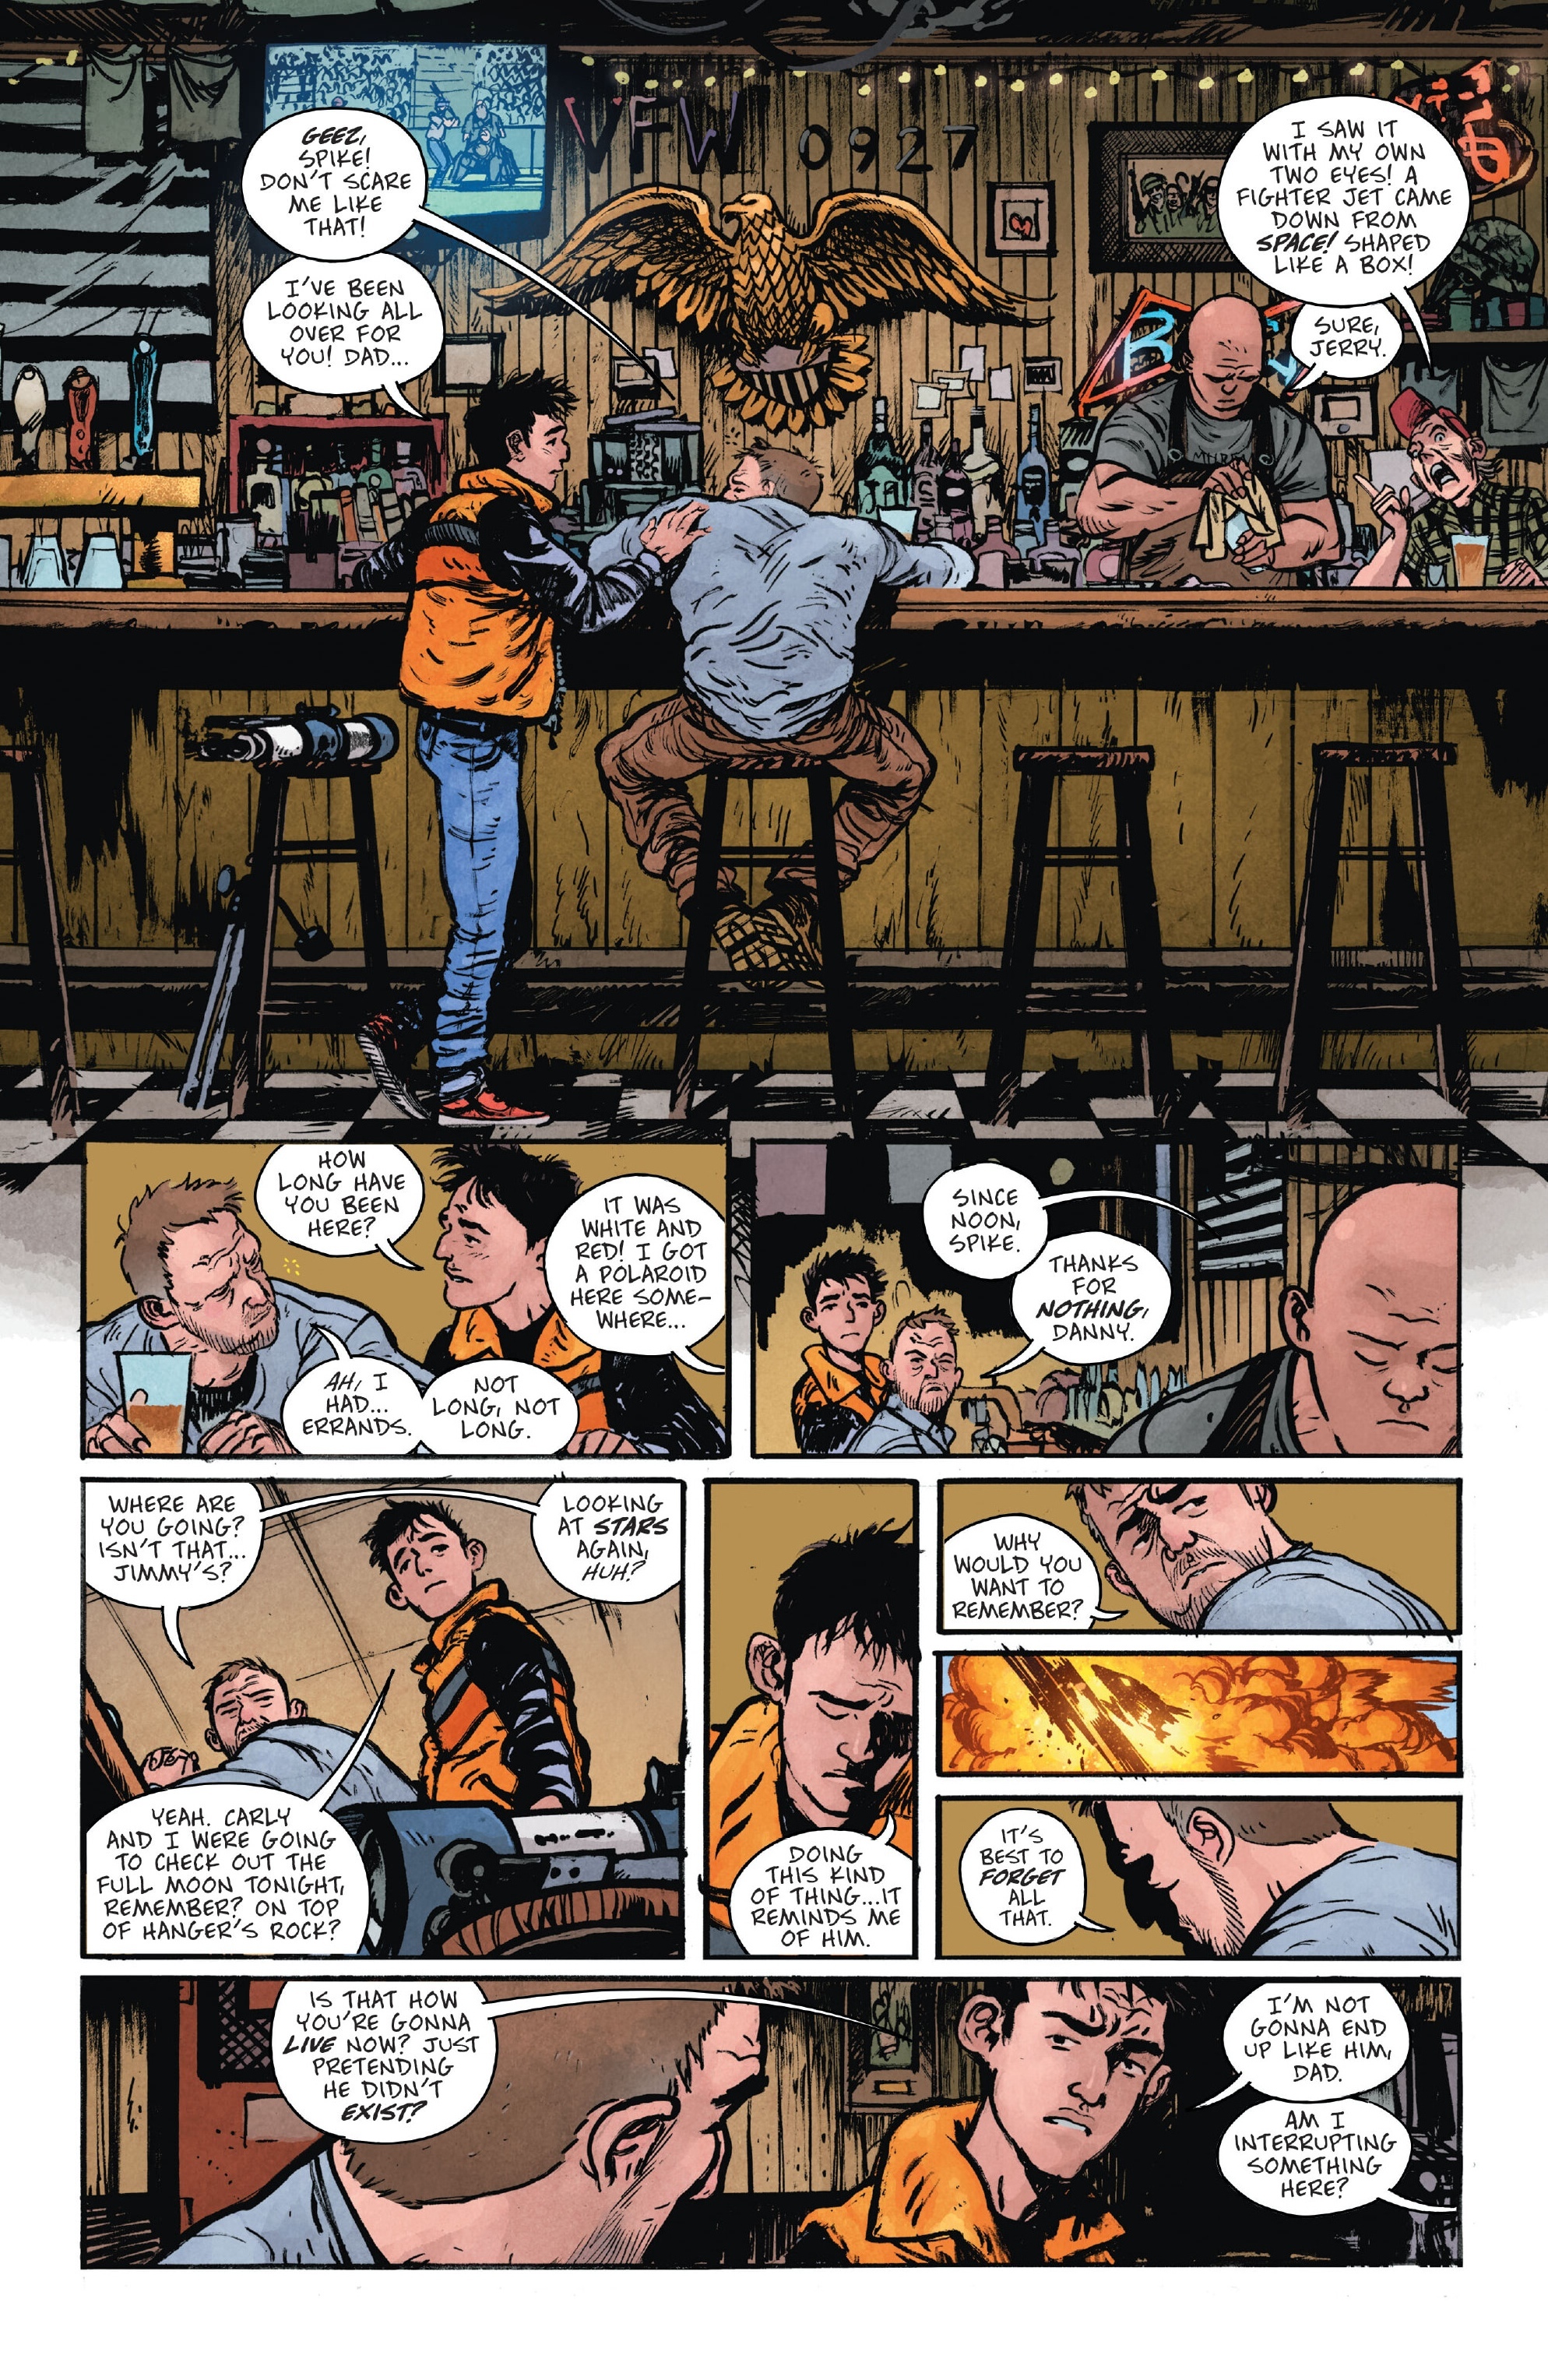 VFW 0927
GEEZ,
SPIKE!
DON'T SCARE
ME LIKE
THAT!
I'VE BEEN
LOOKING ALL
OVER FOR
YOU! DAD...
I SAW IT
WITH MY OWN
TWO EYES! A
FIGHTER JET CAME
DOWN FROM
SPACE! SHAPED
LIKE A BOX!
SURE,
JERRY.
HOW
LONG HAVE
YOU BEEN
HERE?
AH, I
HAD...
ERRANDS.
NOT
LONG, NOT
LONG.
IT WAS
WHITE AND
RED! I GOT
A POLAROID
HERE SOME-
WHERE...
SINCE
NOON,
SPIKE.
THANKS
FOR
NOTHING,
DANNY.
WHERE ARE
YOU GOING?
ISN'T THAT...
JIMMY'S?
LOOKING
AT STARS
AGAIN,
HUH?
YEAH. CARLY
AND I WERE GOING
TO CHECK OUT THE
FULL MOON TONIGHT,
REMEMBER? ON TOP
OF HANGER'S ROCK?
DOING
THIS KIND
OF THING...IT
REMINDS ME
OF HIM.
WHY
WOULD YOU
WANT TO
REMEMBER?
IT'S
BEST TO
FORGET
ALL
THAT.
IS THAT HOW
YOU'RE GONNA
LIVE NOW? JUST
PRETENDING
HE DIDN'T
EXIST?
I'M NOT
GONNA END
UP LIKE HIM,
DAD.
AM I
INTERRUPTING
SOMETHING
HERE?